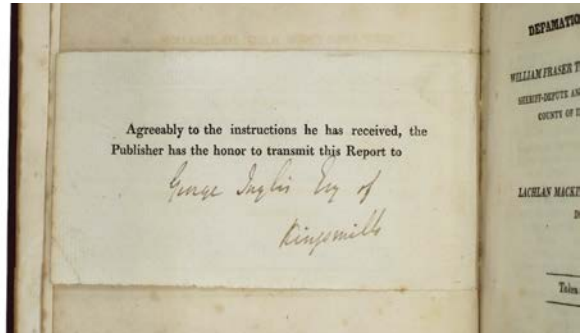 Agreeably to the instructions he has received, the
Publisher has the honor to transmit this Report to
George Inglis Esq of
Kingsmills
DEFAMATION
WILLIAM FRASER T
SHERIFF-DEPUTE AN
COUNTY OF I
LACHLAN MACKI
Taken